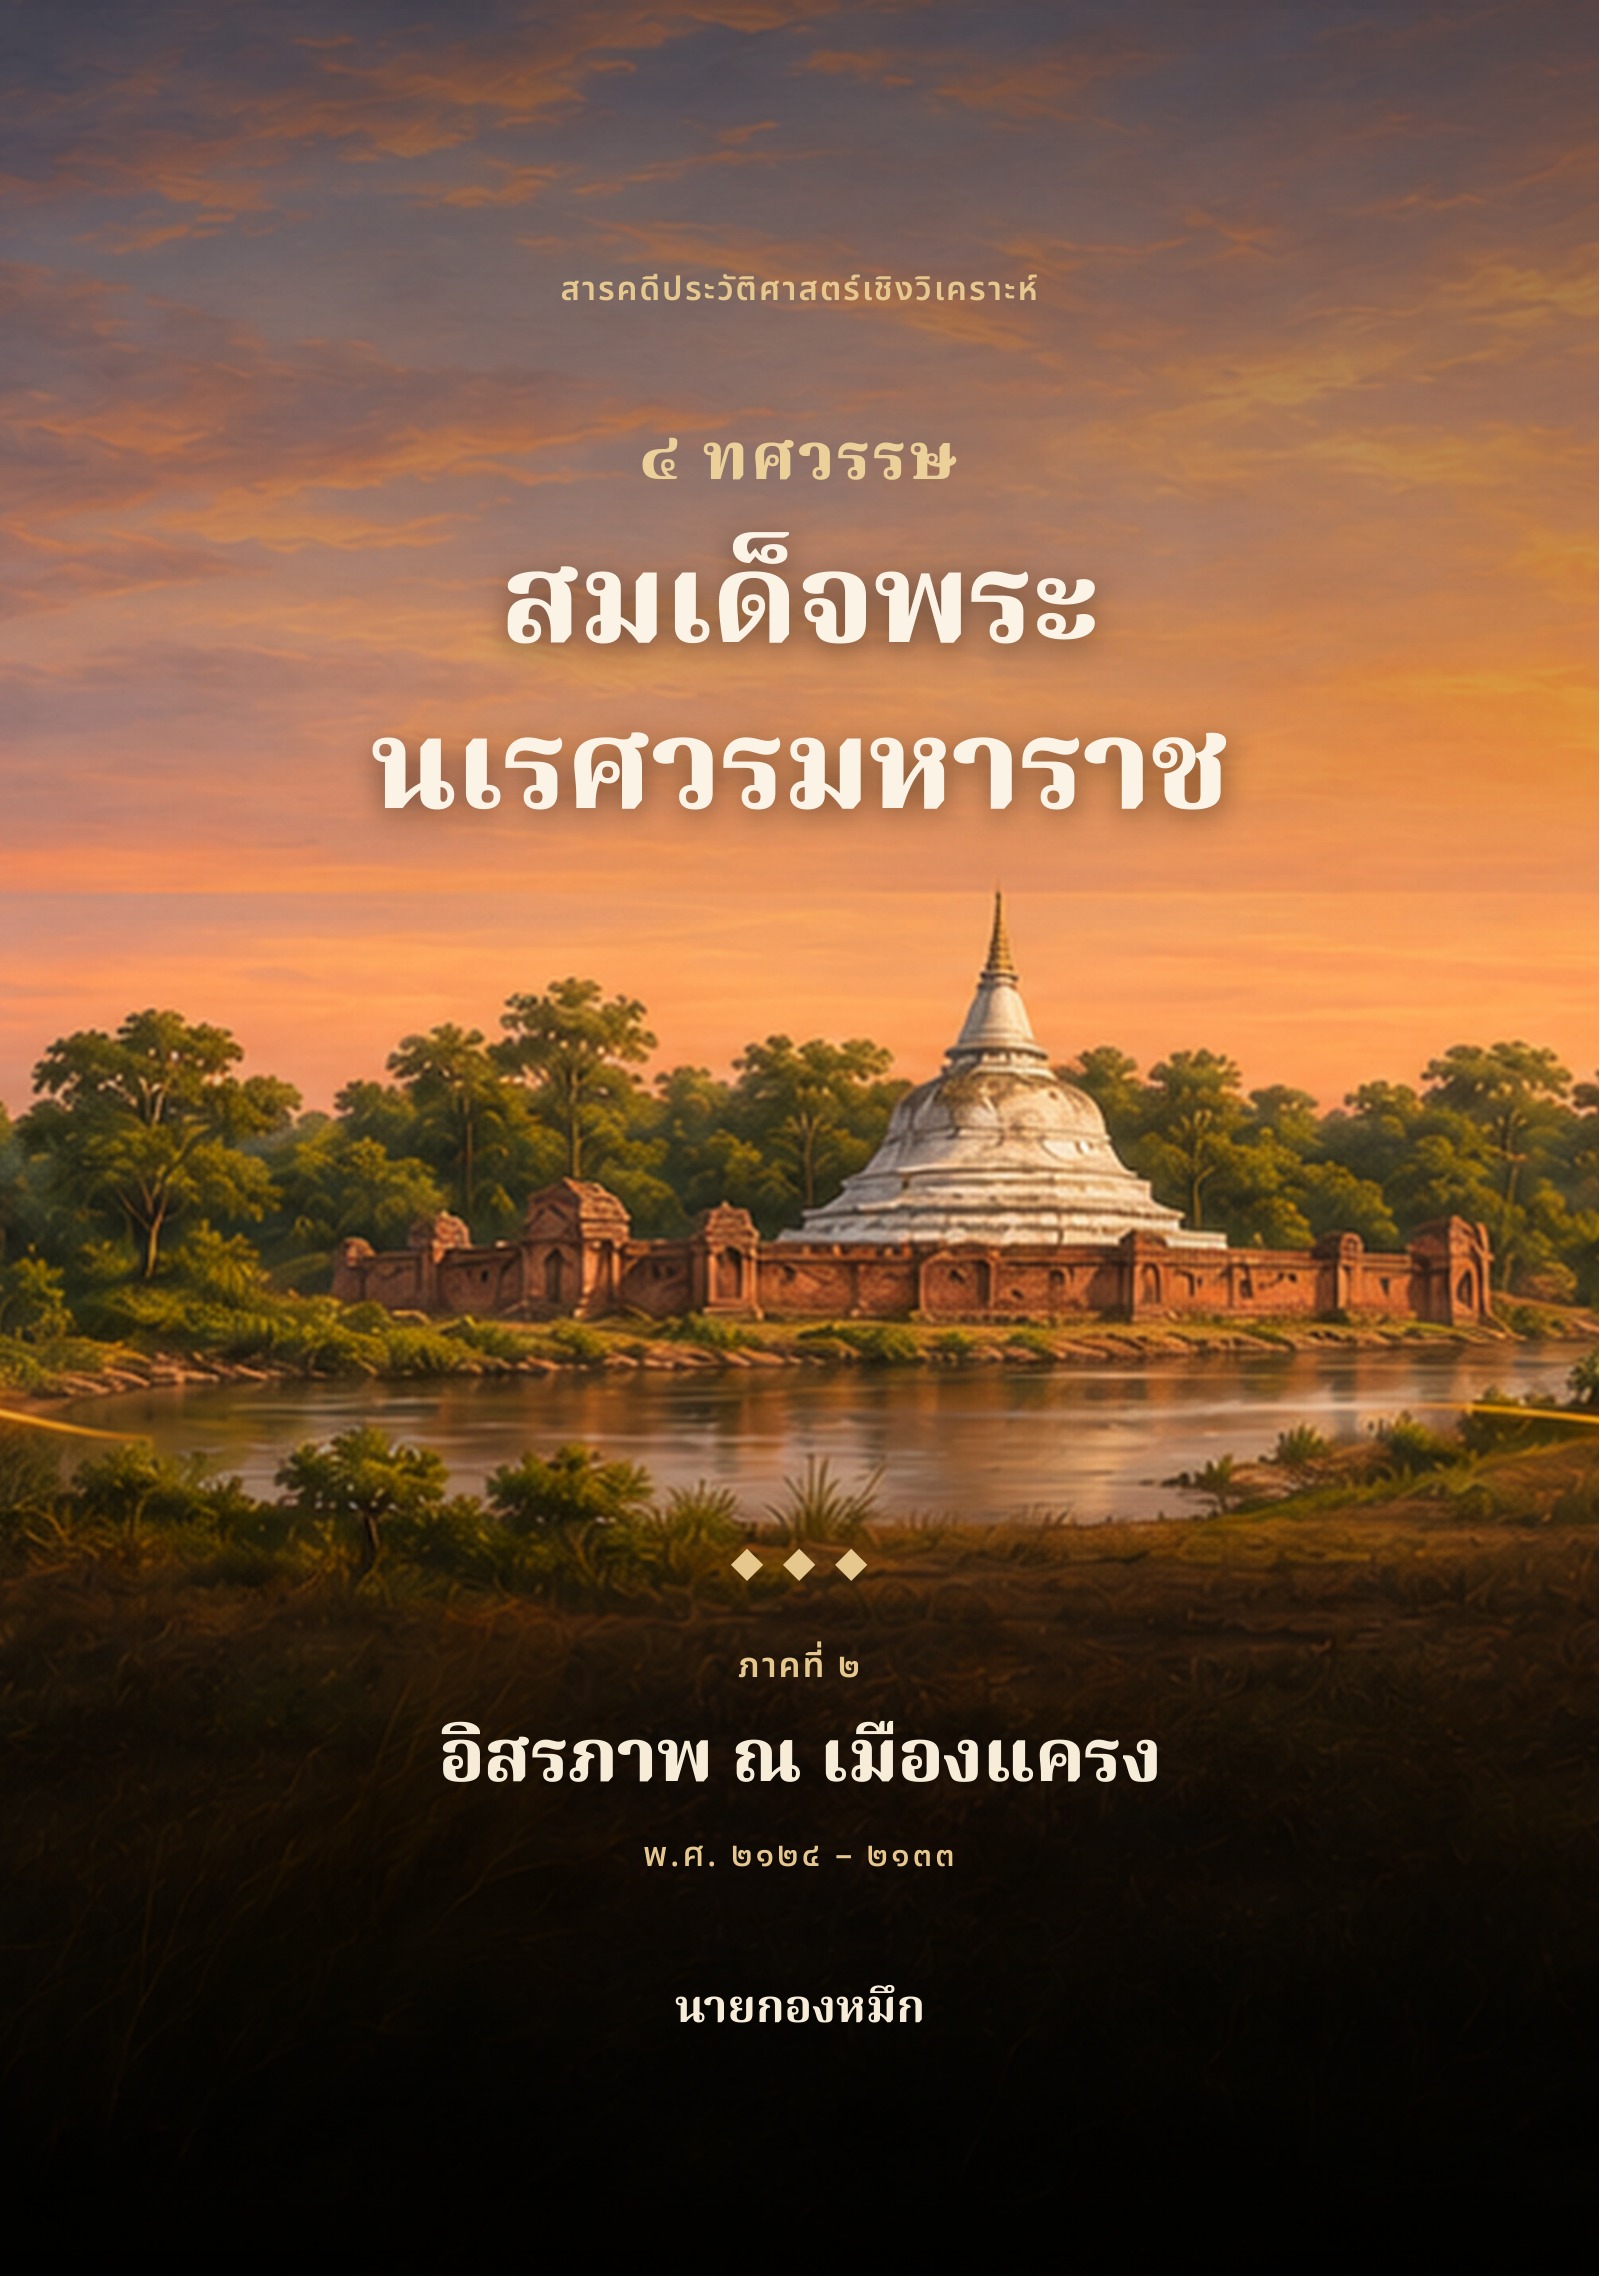 สารคดีประวัติศาสตร์เชิงวิเคราะห์
๔ ทศวรรษ
สมเด็จพระ
นเรศวรมหาราช
ภาคที่ ๒
อิสรภาพ ณ เมืองแครง
พ.ศ. ๒๑๒๔ – ๒๑๓๓
นายกองหมึก